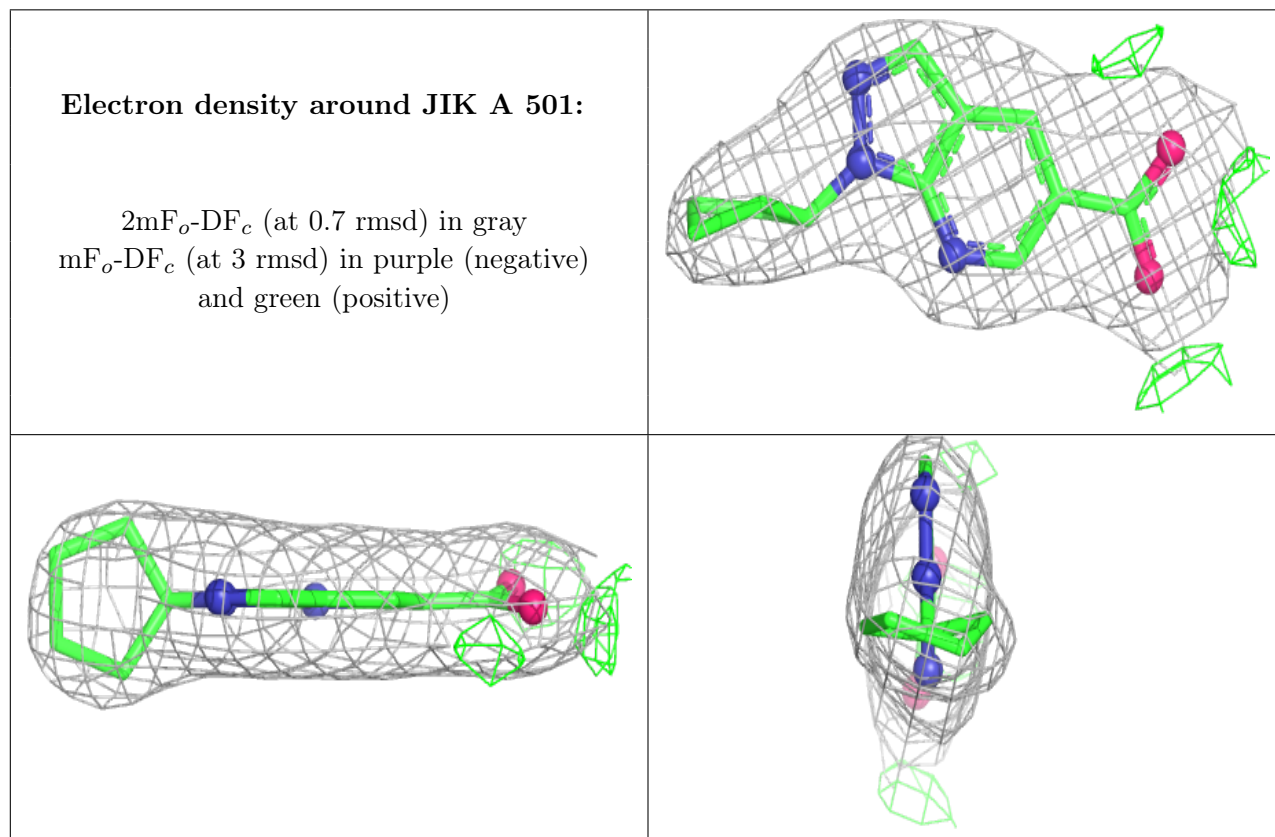 Electron density around JIK A 501:
2mFo-DFc (at 0.7 rmsd) in gray
mFo-DFc (at 3 rmsd) in purple (negative)
and green (positive)